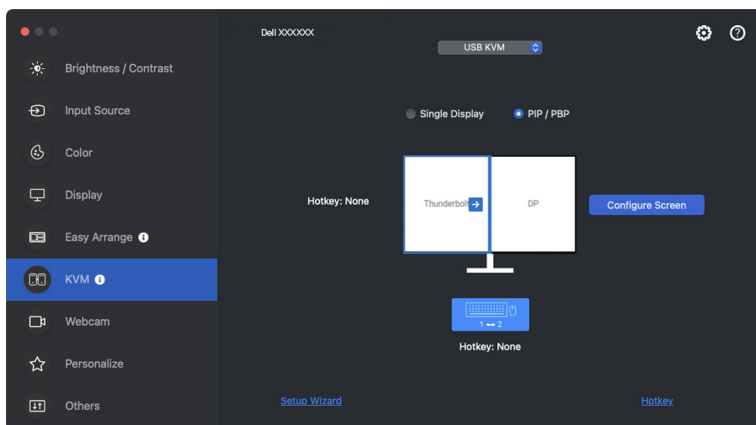 Dell XXXXXX
USB KVM
Brightness / Contrast
Input Source
Color
Display
Easy Arrange
KVM
Webcam
Personalize
Others
Single Display
PIP / PBP
Hotkey: None
DP
Configure Screen
1 2
Hotkey: None
Setup Wizard
Hotkey